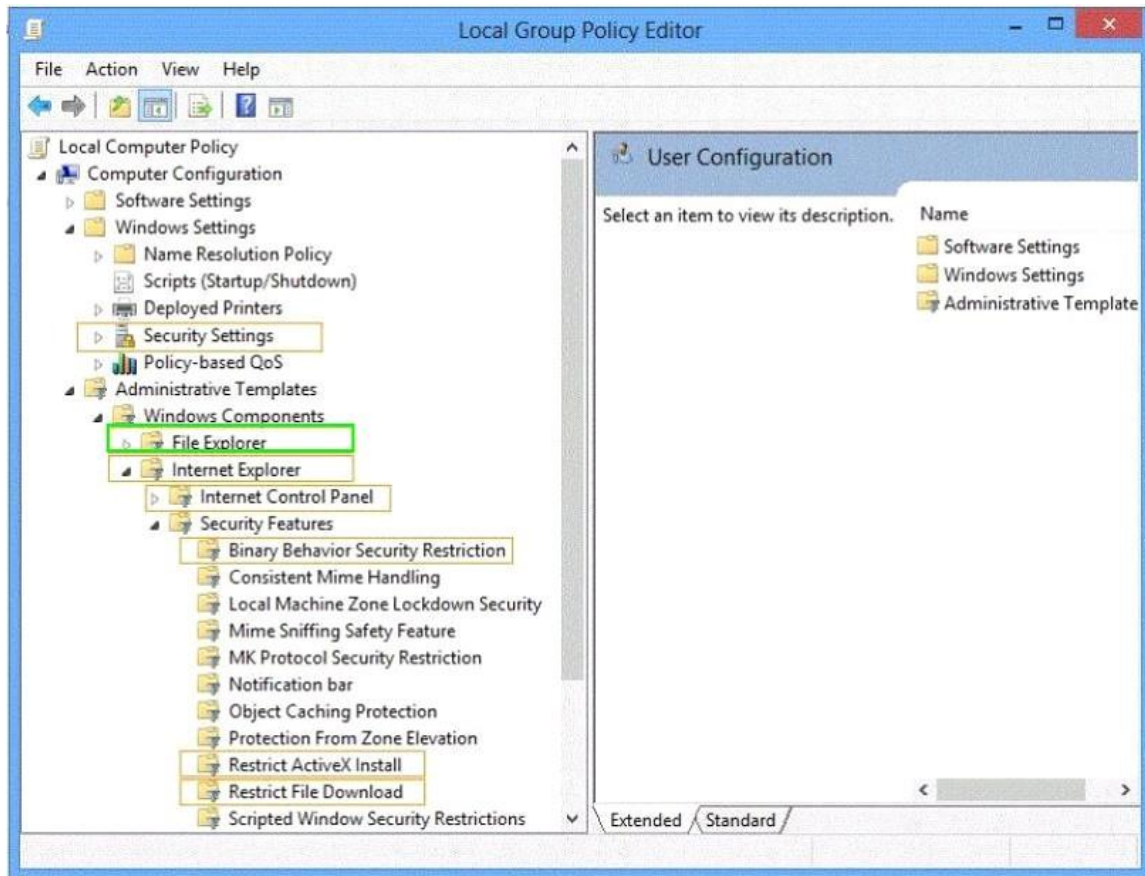 Local Group Policy Editor
File Action View Help
Local Computer Policy
Computer Configuration
Software Settings
Windows Settings
Name Resolution Policy
Scripts (Startup/Shutdown)
Deployed Printers
Security Settings
Policy-based QoS
Administrative Templates
Windows Components
File Explorer
Internet Explorer
Internet Control Panel
Security Features
Binary Behavior Security Restriction
Consistent Mime Handling
Local Machine Zone Lockdown Security
Mime Sniffing Safety Feature
MK Protocol Security Restriction
Notification bar
Object Caching Protection
Protection From Zone Elevation
Restrict ActiveX Install
Restrict File Download
Scripted Window Security Restrictions
User Configuration
Select an item to view its description.
Name
Software Settings
Windows Settings
Administrative Template
Extended Standard